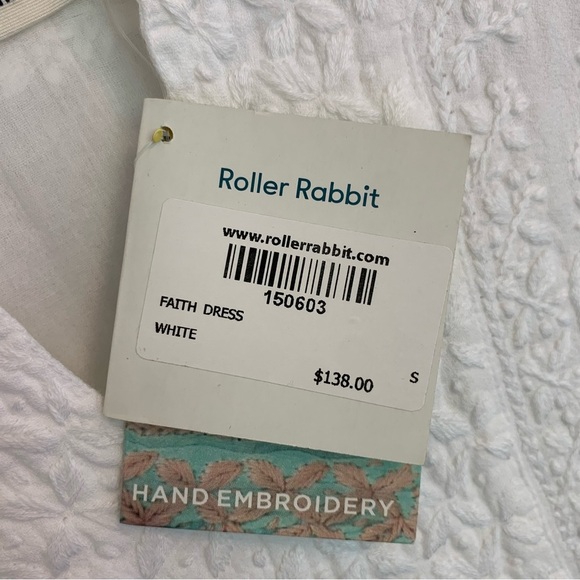 Roller Rabbit
www.rollerrabbit.com
150603
FAITH DRESS
WHITE
$138.00 S
HAND EMBROIDERY